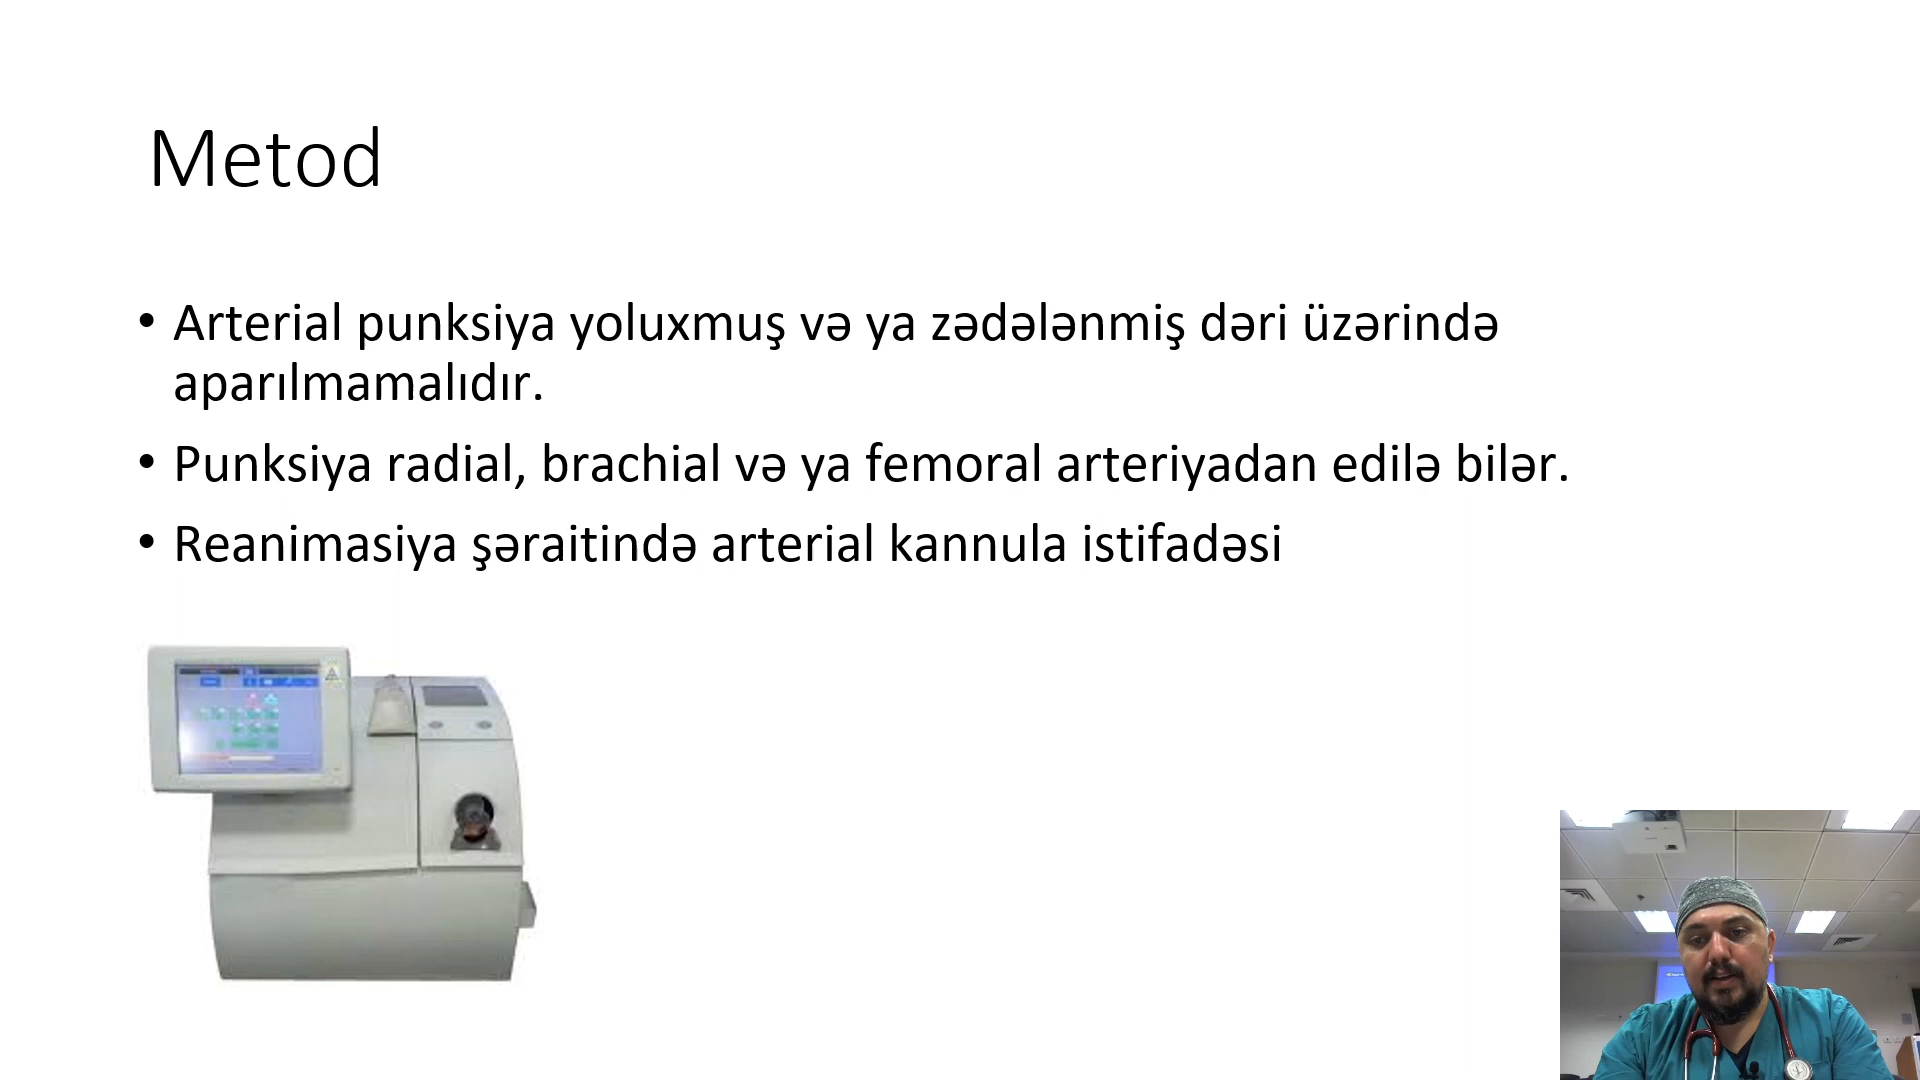 Metod
• Arterial punksiya yoluxmuş və ya zədələnmiş dəri üzərində
aparılmamalıdır.
• Punksiya radial, brachial və ya femoral arteriyadan edilə bilər.
• Reanimasiya şəraitində arterial kannula istifadəsi